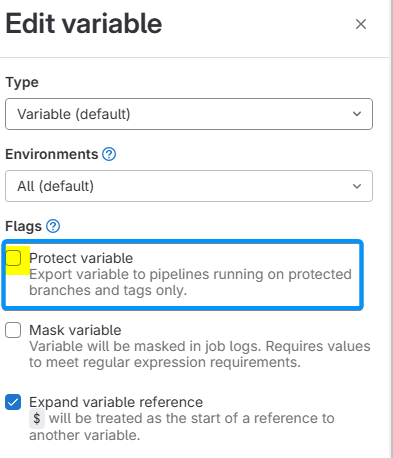 Edit variable
Type
Variable (default)
Environments
All (default)
Flags
Protect variable
Export variable to pipelines running on protected
branches and tags only.
Mask variable
Variable will be masked in job logs. Requires values
to meet regular expression requirements.
Expand variable reference
$ will be treated as the start of a reference to
another variable.